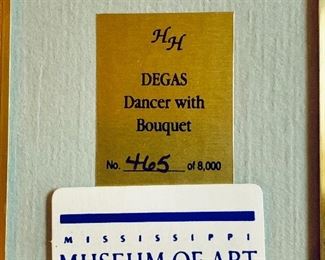 HH
DEGAS
Dancer with
Bouquet
No. 465 of 8,000
MISSISSIPPI
MUSEUM OF ART